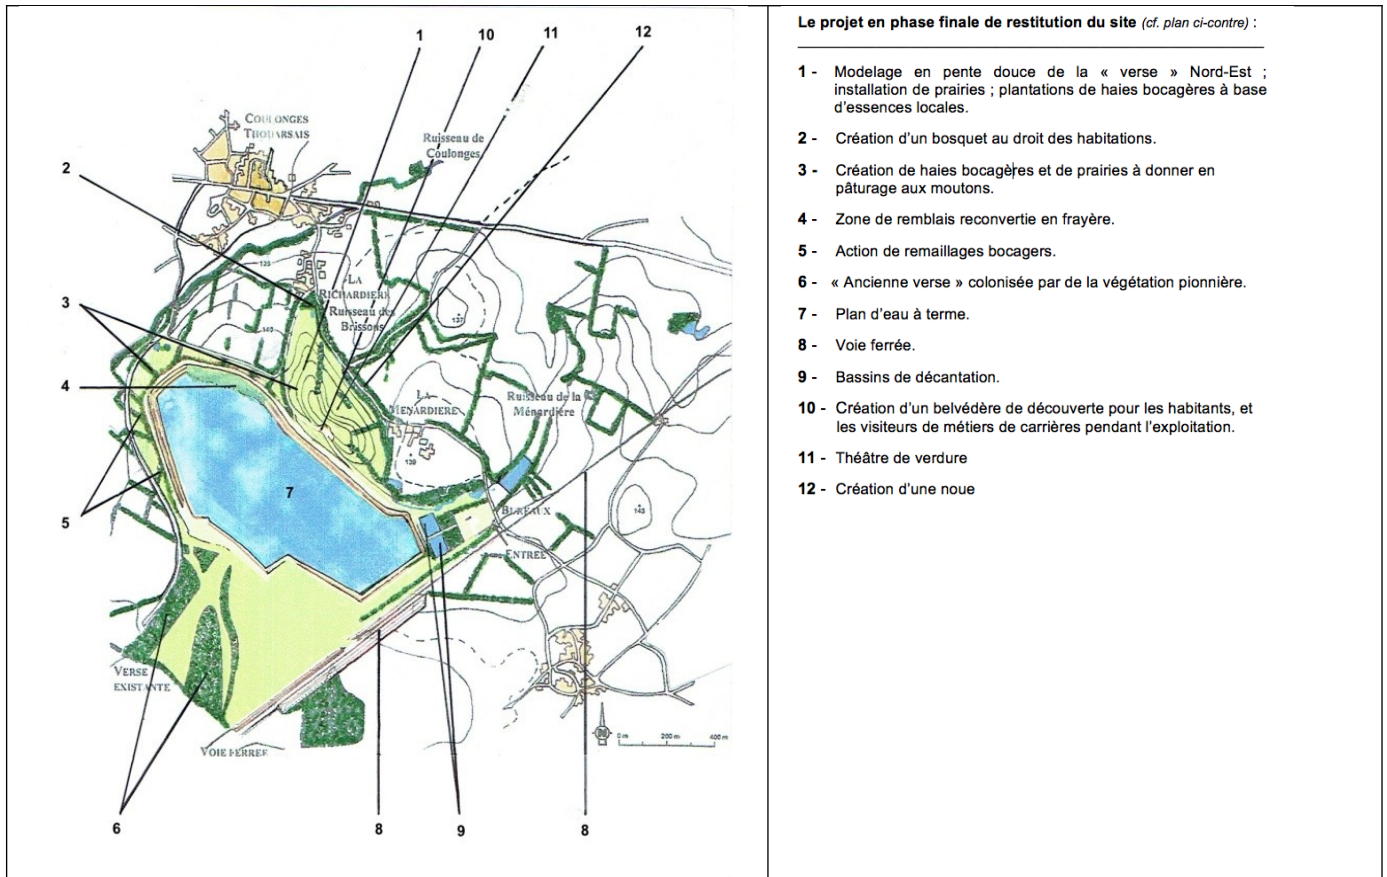 1
10
11
12
COULONGES
THOUARSAIS
Ruisseau de
Coulonges
2
125
LA
RICHARDIERE
Ruisseau des
Brissons
3
137
140
4
LA
MENARDIERE
Ruisseau de la
Ménardière
139
7
5
BUREAUX
143
ENTREE
VERSE
EXISTANTE
VOIE FERREE
N
0 m 200 m 400 m
6
8
9
8
Le projet en phase finale de restitution du site (cf. plan ci-contre) :
1 - Modelage en pente douce de la « verse » Nord-Est ;
installation de prairies ; plantations de haies bocagères à base
d'essences locales.
2 - Création d'un bosquet au droit des habitations.
3 - Création de haies bocagères et de prairies à donner en
pâturage aux moutons.
4 - Zone de remblais reconvertie en frayère.
5 - Action de remaillages bocagers.
6 - « Ancienne verse » colonisée par de la végétation pionnière.
7 - Plan d'eau à terme.
8 - Voie ferrée.
9 - Bassins de décantation.
10 - Création d'un belvédère de découverte pour les habitants, et
les visiteurs de métiers de carrières pendant l'exploitation.
11 - Théâtre de verdure
12 - Création d'une noue